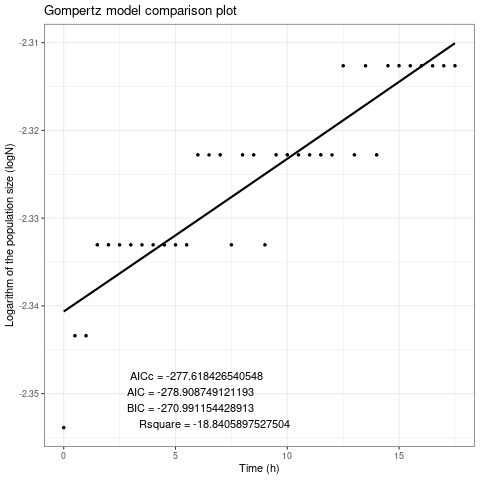 Gompertz model comparison plot
-2.31
-2.32
-2.33
-2.34
-2.35
Logarithm of the population size (logN)
AICc = -277.618426540548
AIC = -278.908749121193
BIC = -270.991154428913
Rsquare = -18.8405897527504
0 5 10 15
Time (h)